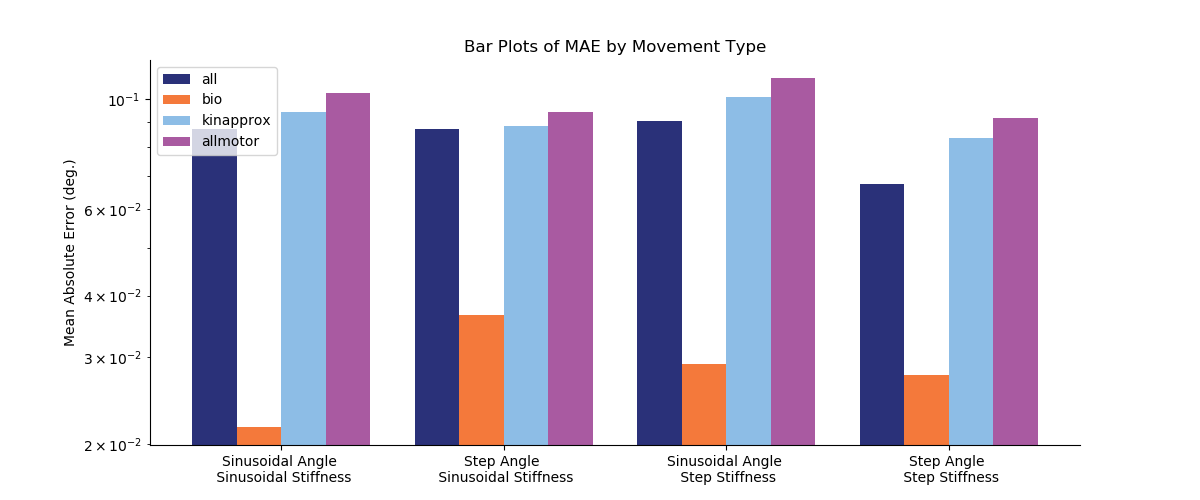 Bar Plots of MAE by Movement Type
all
bio
kinapprox
allmotor
Mean Absolute Error (deg.)
10⁻¹
6 × 10⁻²
4 × 10⁻²
3 × 10⁻²
2 × 10⁻²
Sinusoidal Angle
Sinusoidal Stiffness
Step Angle
Sinusoidal Stiffness
Sinusoidal Angle
Step Stiffness
Step Angle
Step Stiffness